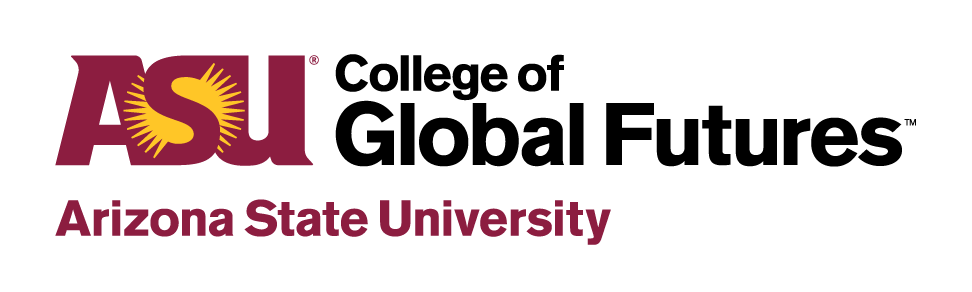 ASU®
College of
Global Futures™
Arizona State University